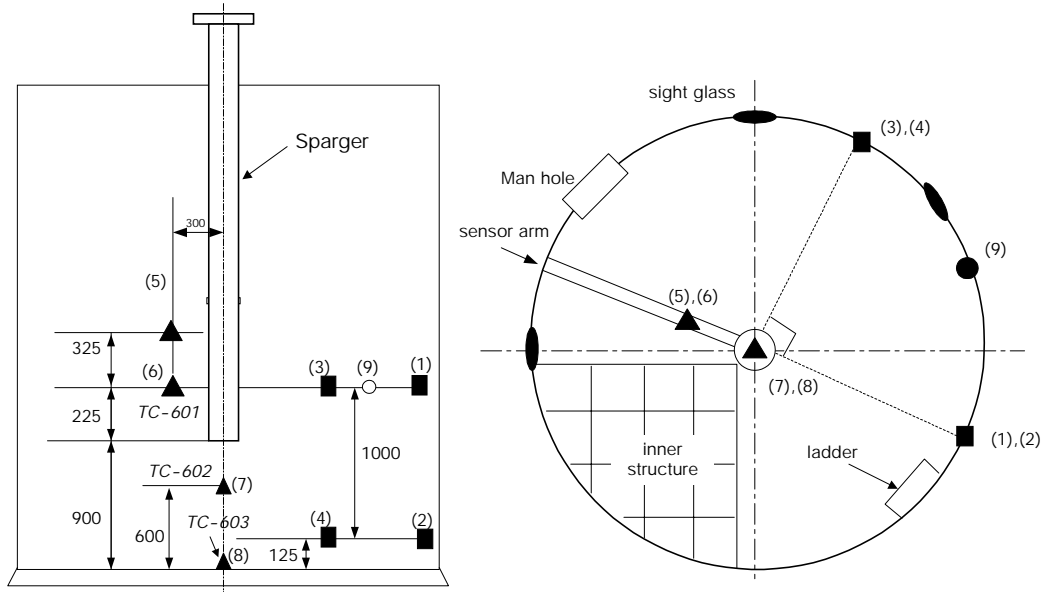 Sparger
300
(5)
325
(6)
(3)
(9)
(1)
TC-601
225
1000
TC-602
(7)
900
600
TC-603
(4)
(2)
(8)
125
sight glass
(3),(4)
Man hole
sensor arm
(9)
(5),(6)
(7),(8)
(1),(2)
inner
structure
ladder